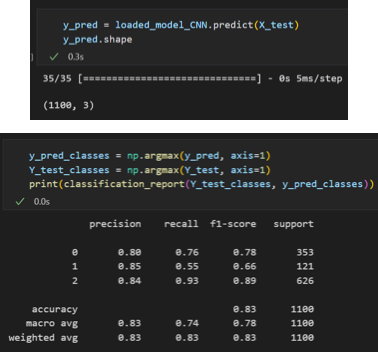 y_pred = loaded_model_CNN.predict(X_test)
y_pred.shape
✓ 0.3s
35/35 [==============================] - 0s 5ms/step
(1100, 3)
y_pred_classes = np.argmax(y_pred, axis=1)
Y_test_classes = np.argmax(Y_test, axis=1)
print(classification_report(Y_test_classes, y_pred_classes))
✓ 0.0s
precision recall f1-score support
0 0.80 0.76 0.78 353
1 0.85 0.55 0.66 121
2 0.84 0.93 0.89 626
accuracy 0.83 1100
macro avg 0.83 0.74 0.78 1100
weighted avg 0.83 0.83 0.83 1100